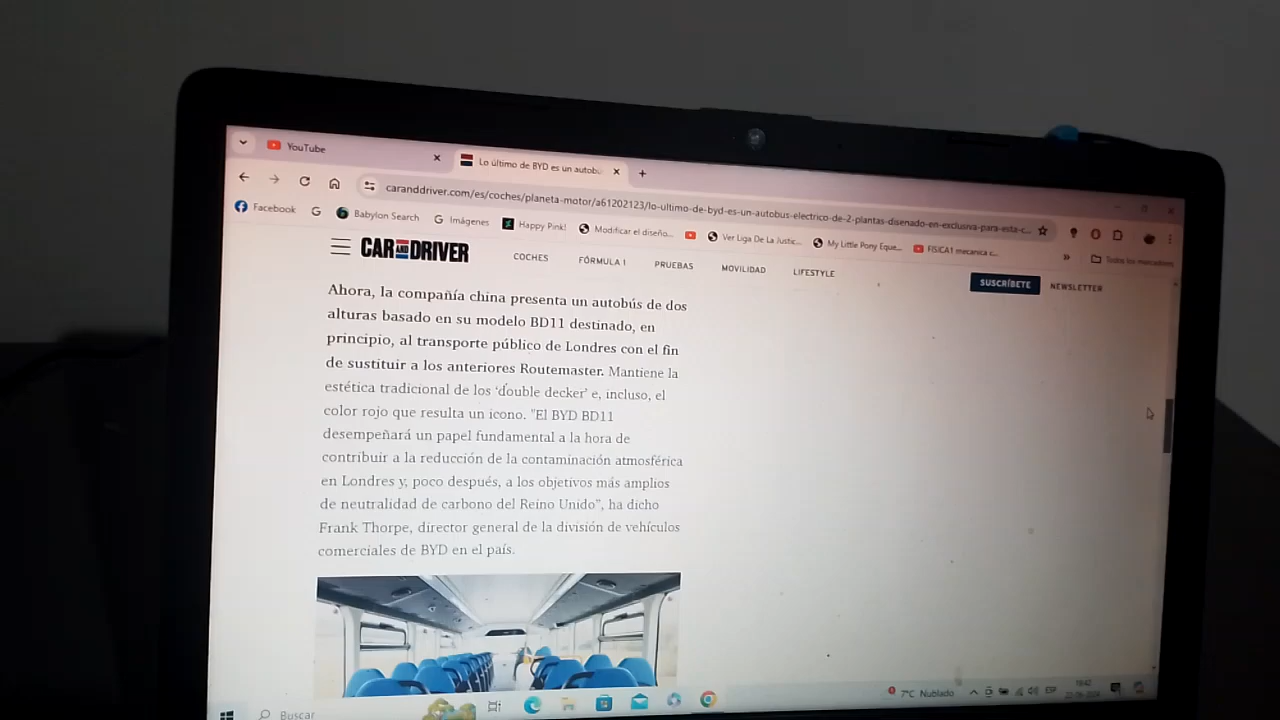 YouTube
Lo último de BYD es un autobu
caranddriver.com/es/coches/planeta-motor/a61202123/lo-ultimo-de-byd-es-un-autobus-electrico-de-2-plantas-disenado-en-exclusiva-para-esta-c...
Facebook
Babylon Search
Imágenes
Happy Pink!
Modificar el diseño...
Ver Liga De La Justic...
My Little Pony Eque...
FISICA1 mecanica c...
Todos los marcadores
CAR AND DRIVER
COCHES
FÓRMULA 1
PRUEBAS
MOVILIDAD
LIFESTYLE
SUSCRÍBETE
NEWSLETTER
Ahora, la compañía china presenta un autobús de dos
alturas basado en su modelo BD11 destinado, en
principio, al transporte público de Londres con el fin
de sustituir a los anteriores Routemaster. Mantiene la
estética tradicional de los 'double decker' e, incluso, el
color rojo que resulta un icono. "El BYD BD11
desempeñará un papel fundamental a la hora de
contribuir a la reducción de la contaminación atmosférica
en Londres y, poco después, a los objetivos más amplios
de neutralidad de carbono del Reino Unido", ha dicho
Frank Thorpe, director general de la división de vehículos
comerciales de BYD en el país.
Buscar
7°C Nublado
ESP
19:42